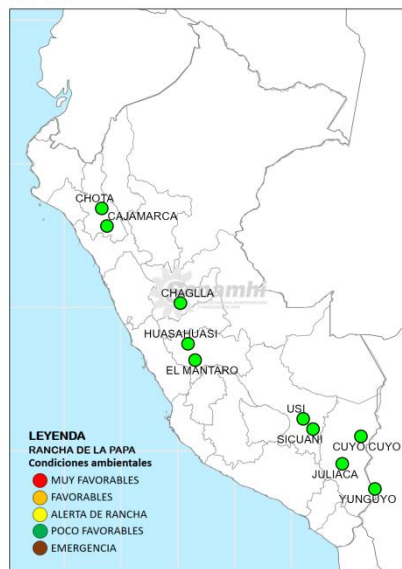 CHOTA
CAJAMARCA
Senamhi
CHAGLLA
HUASAHUASI
EL MANTARO
USI
SICUANI
CUYO CUYO
JULIACA
YUNGUYO
LEYENDA
RANCHA DE LA PAPA
Condiciones ambientales
MUY FAVORABLES
FAVORABLES
ALERTA DE RANCHA
POCO FAVORABLES
EMERGENCIA